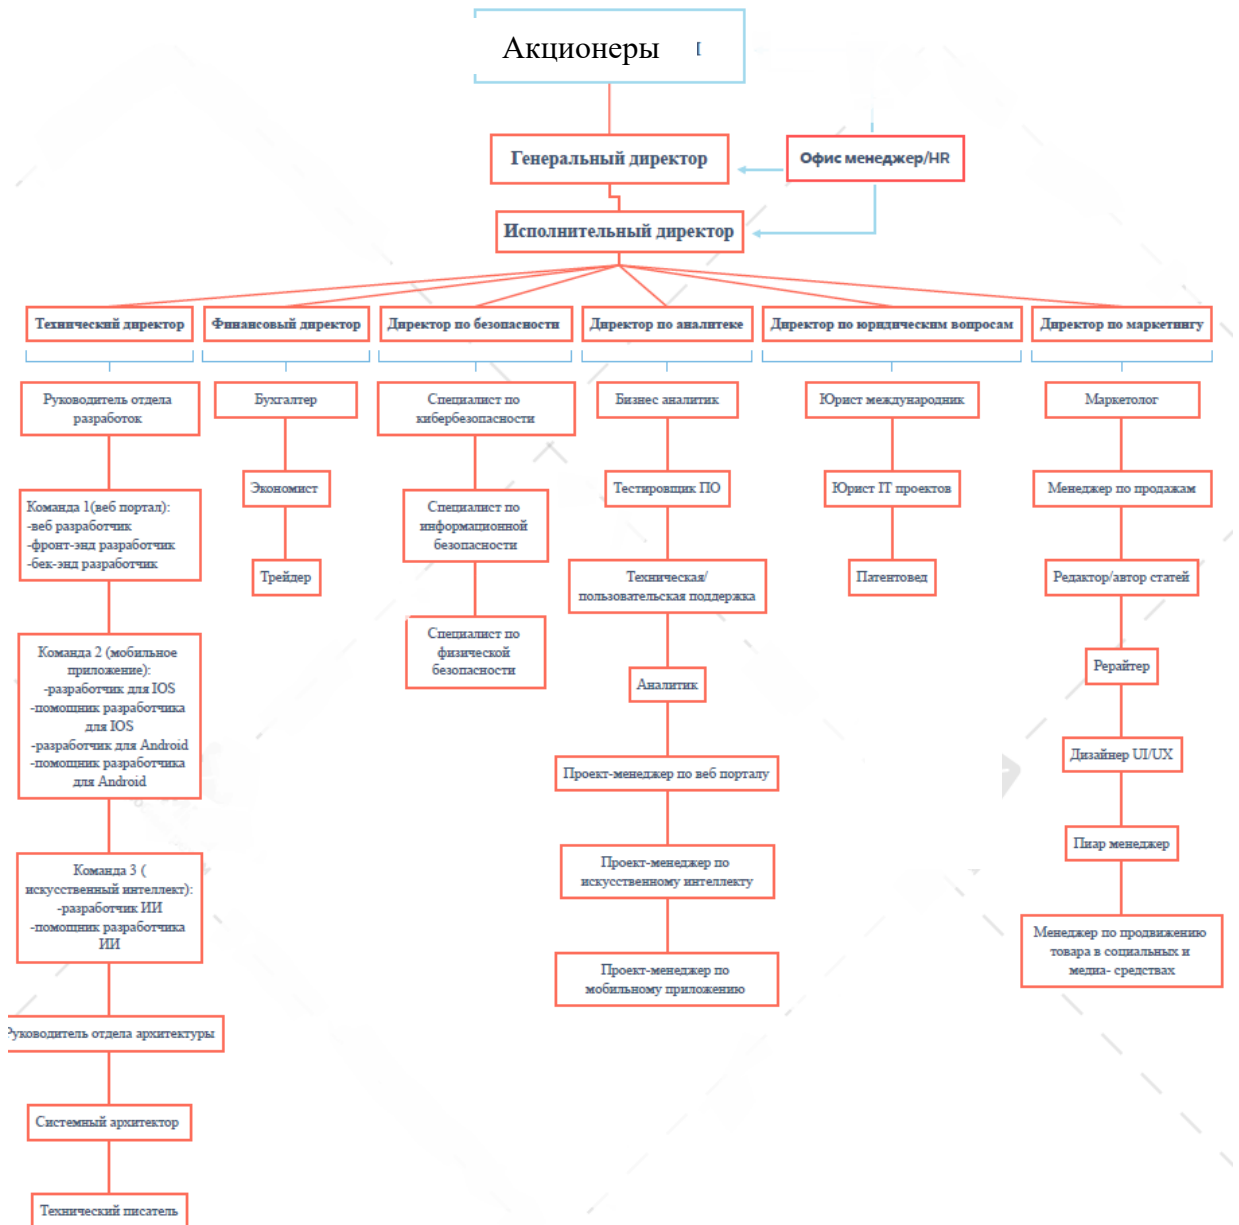 Акционеры [
Генеральный директор
Офис менеджер/HR
Исполнительный директор
Технический директор
Финансовый директор
Директор по безопасности
Директор по аналитеке
Директор по юридическим вопросам
Директор по маркетингу
Руководитель отдела
разработок
Команда 1(веб портал):
-веб разработчик
-фронт-энд разработчик
-бек-энд разработчик
Команда 2 (мобильное
приложение):
-разработчик для IOS
-помощник разработчика
для IOS
-разработчик для Android
-помощник разработчика
для Android
Команда 3 (
искусственный интеллект):
-разработчик ИИ
-помощник разработчика
ИИ
Руководитель отдела архитектуры
Системный архитектор
Технический писатель
Бухгалтер
Экономист
Трейдер
Специалист по
кибербезопасности
Специалист по
информационной
безопасности
Специалист по
физической
безопасности
Бизнес аналитик
Тестировщик ПО
Техническая/
пользовательская поддержка
Аналитик
Проект-менеджер по веб порталу
Проект-менеджер по
искусственному интеллекту
Проект-менеджер по
мобильному приложению
Юрист международник
Юрист IT проектов
Патентовед
Маркетолог
Менеджер по продажам
Редактор/автор статей
Рерайтер
Дизайнер UI/UX
Пиар менеджер
Менеджер по продвижению
товара в социальных и
медиа- средствах